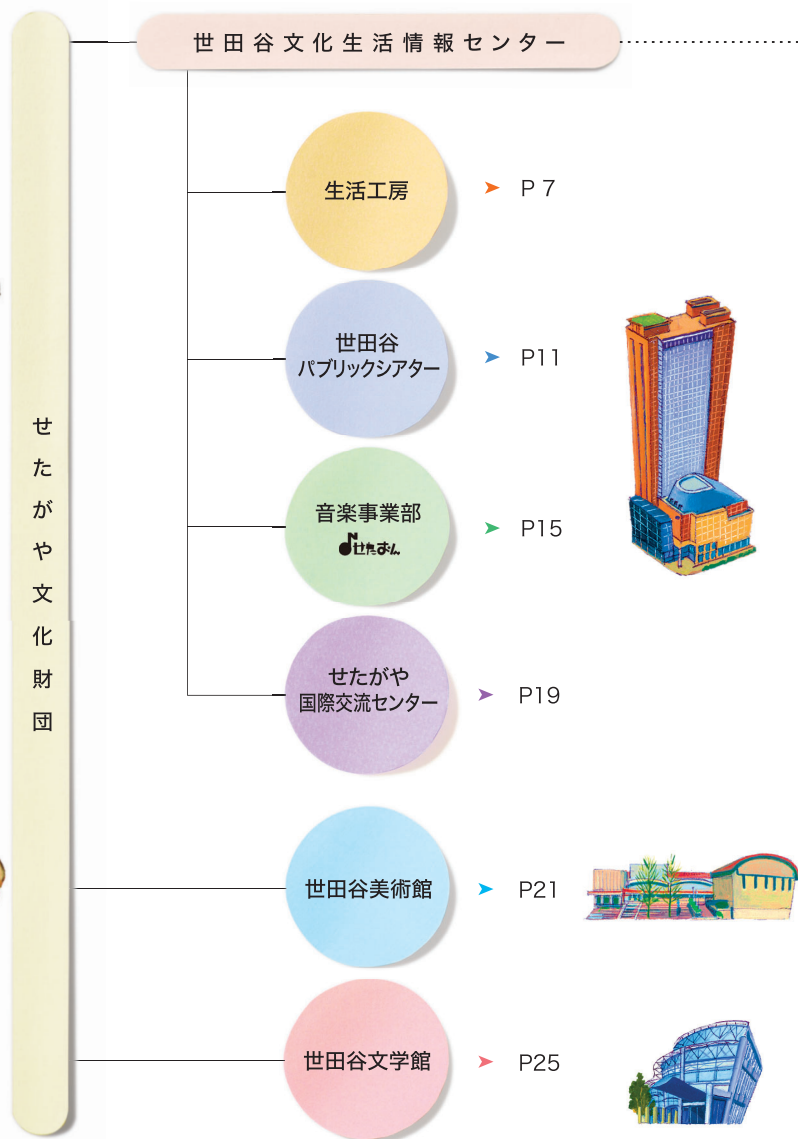 世田谷文化生活情報センター
せたがや文化財団
生活工房
P 7
世田谷
パブリックシアター
P11
音楽事業部
せたおん
P15
せたがや
国際交流センター
P19
世田谷美術館
P21
世田谷文学館
P25